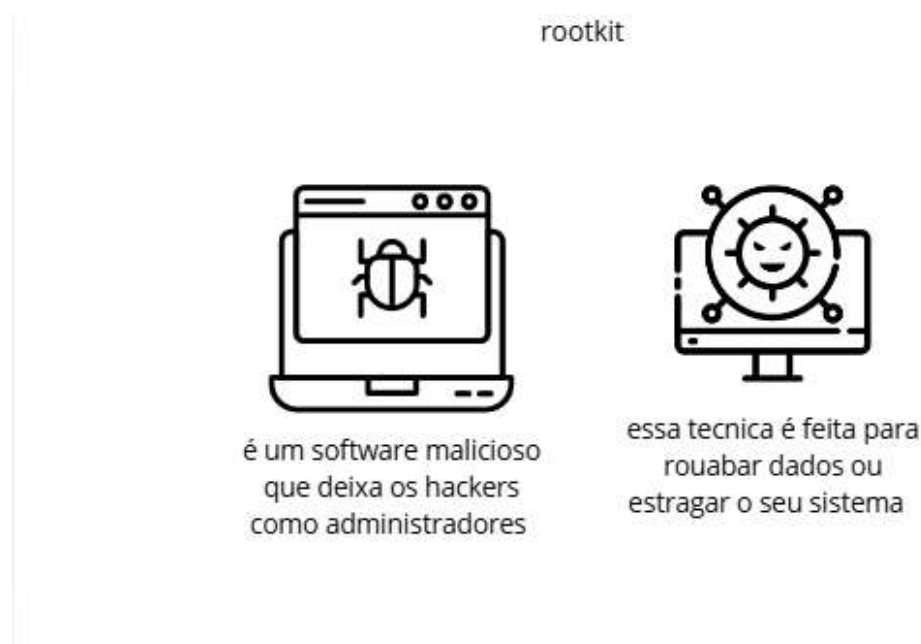 rootkit
é um software malicioso
que deixa os hackers
como administradores
essa tecnica é feita para
rouabar dados ou
estragar o seu sistema